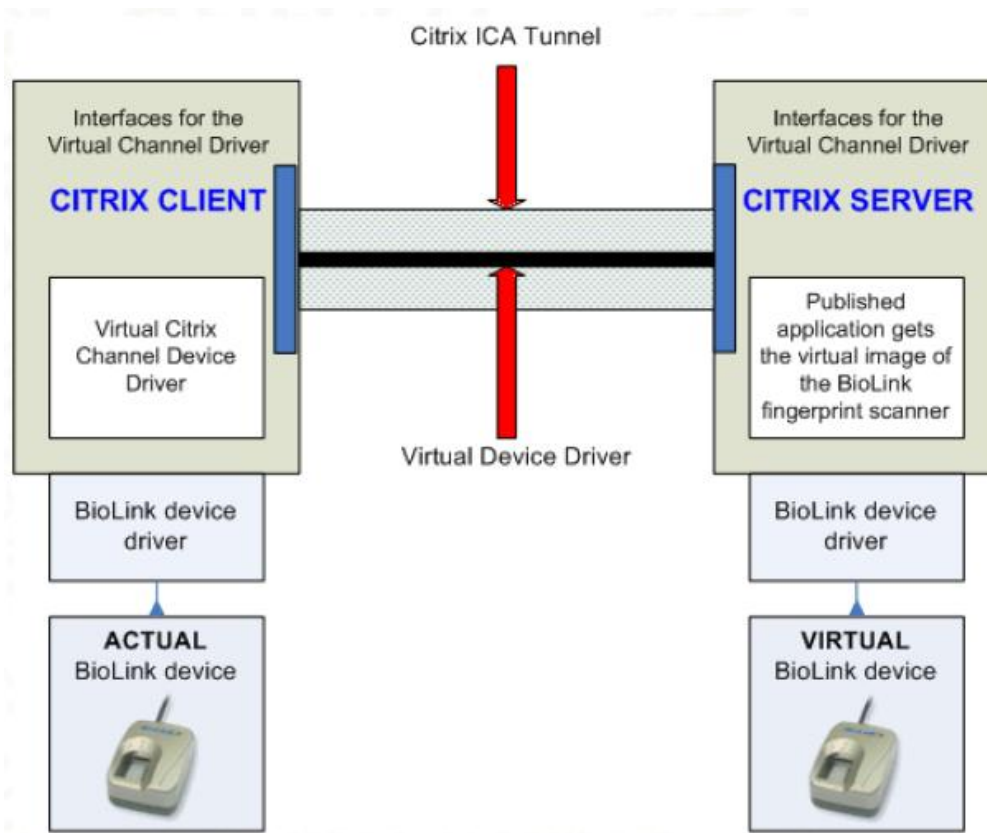 Citrix ICA Tunnel
Interfaces for the
Virtual Channel Driver
CITRIX CLIENT
Virtual Citrix
Channel Device
Driver
BioLink device
driver
ACTUAL
BioLink device
Virtual Device Driver
Interfaces for the
Virtual Channel Driver
CITRIX SERVER
Published
application gets
the virtual image of
the BioLink
fingerprint scanner
BioLink device
driver
VIRTUAL
BioLink device